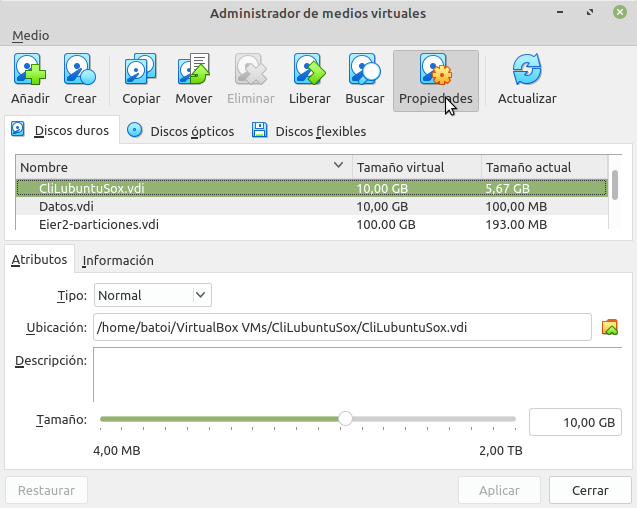 Administrador de medios virtuales
Medio
Añadir Crear Copiar Mover Eliminar Liberar Buscar Propiedades Actualizar
Discos duros Discos ópticos Discos flexibles
Nombre Tamaño virtual Tamaño actual
CliLubuntuSox.vdi 10,00 GB 5,67 GB
Datos.vdi 10,00 GB 100,00 MB
Ejer2-particiones.vdi 100,00 GB 193,00 MB
Atributos Información
Tipo: Normal
Ubicación: /home/batoi/VirtualBox VMs/CliLubuntuSox/CliLubuntuSox.vdi
Descripción:
Tamaño: 10,00 GB
4,00 MB 2,00 TB
Restaurar Aplicar Cerrar